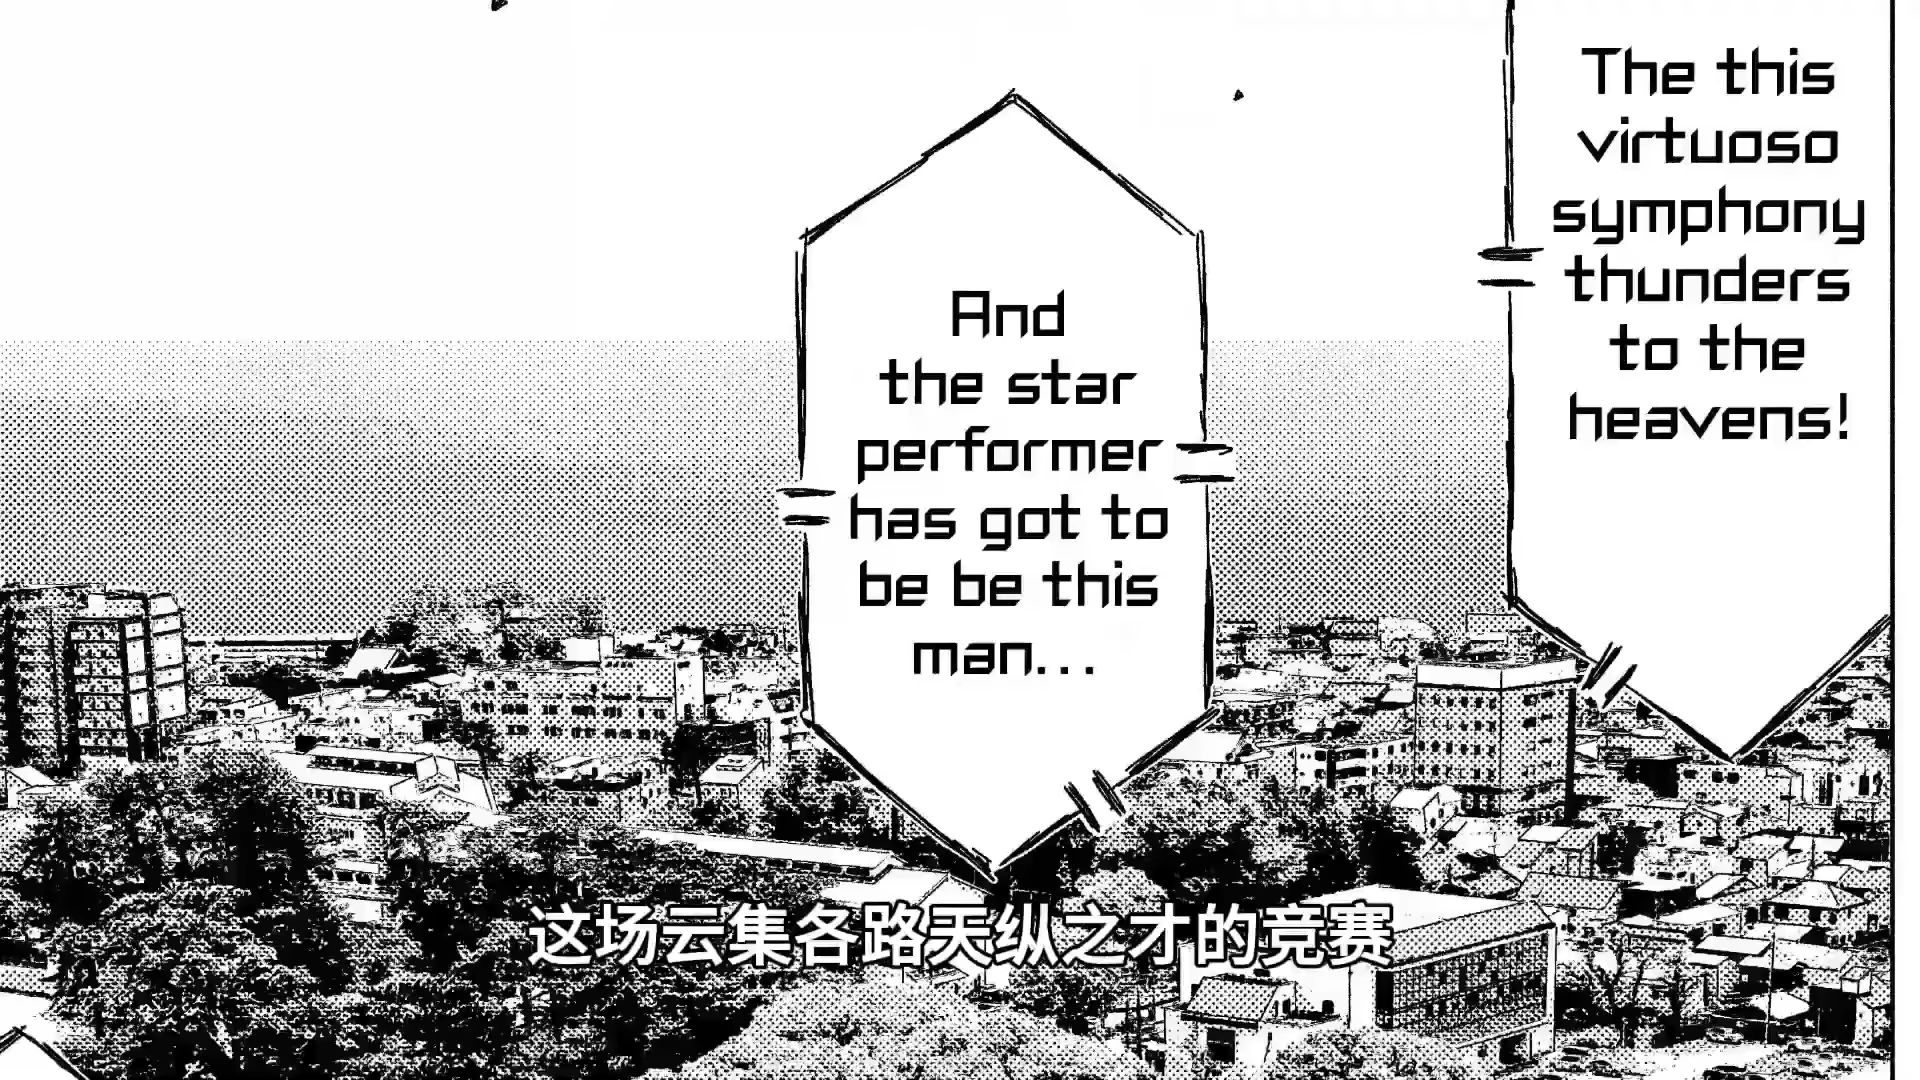 The this
virtuoso
symphony
thunders
to the
heavens!
And
the star
performer
has got to
be be this
man...
这场云集各路天纵之才的竞赛